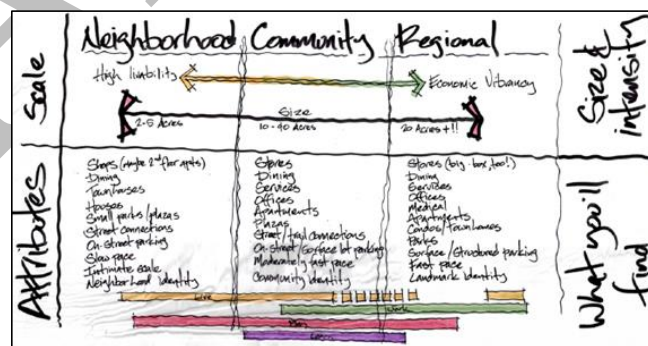 Neighborhood Community Regional
Scale
High livability
Economic Vibrancy
Size
2-5 Acres
10-40 Acres
20 Acres+!!
Size & intensity
Attributes
Shops (maybe 2nd floor apts)
Dining
Townhouses
Houses
Small parks/plazas
Street connections
On-street parking
Slow pace
Intimate scale
Neighborhood identity
Stores
Dining
Services
Offices
Apartments
Plazas
Street/trail connections
On-street/surface lot parking
Moderately fast pace
Community identity
Stores (big-box, too!)
Dining
Services
Offices
Medical
Apartments
Condos/townhomes
Parks
Surface/Structured parking
Fast pace
Landmark identity
What you'll find
Live
Work
Play